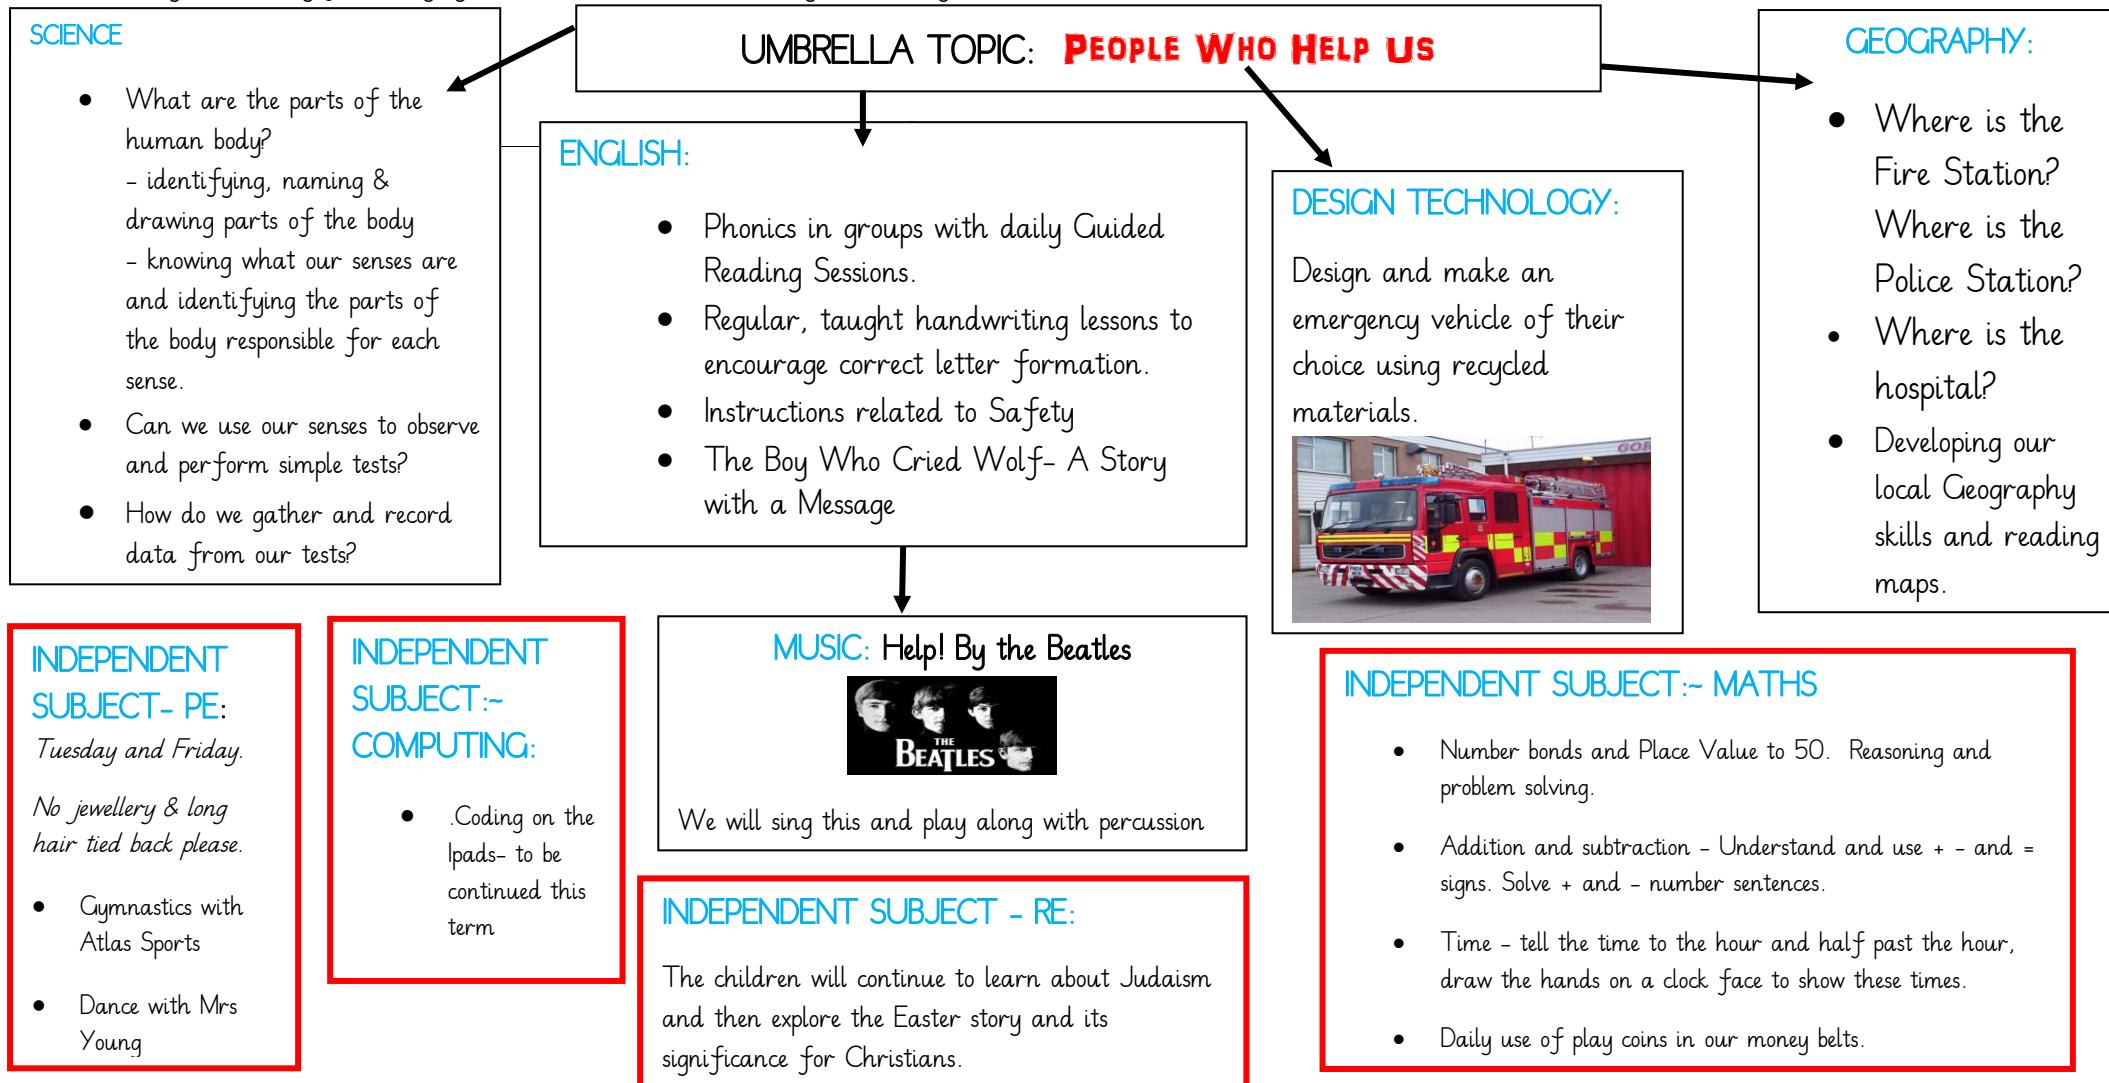 UMBRELLA TOPIC: PEOPLE WHO HELP US
SCIENCE
● What are the parts of the
human body?
- identifying, naming &
drawing parts of the body
- knowing what our senses are
and identifying the parts of
the body responsible for each
sense.
● Can we use our senses to observe
and perform simple tests?
● How do we gather and record
data from our tests?
ENGLISH:
● Phonics in groups with daily Guided
Reading Sessions.
● Regular, taught handwriting lessons to
encourage correct letter formation.
● Instructions related to Safety
● The Boy Who Cried Wolf- A Story
with a Message
DESIGN TECHNOLOGY:
Design and make an
emergency vehicle of their
choice using recycled
materials.
GEOGRAPHY:
● Where is the
Fire Station?
Where is the
Police Station?
● Where is the
hospital?
● Developing our
local Geography
skills and reading
maps.
INDEPENDENT
SUBJECT- PE:
Tuesday and Friday.
No jewellery & long
hair tied back please.
● Gymnastics with
Atlas Sports
● Dance with Mrs
Young
INDEPENDENT
SUBJECT:~
COMPUTING:
● .Coding on the
Ipads- to be
continued this
term
MUSIC: Help! By the Beatles
THE
BEATLES
We will sing this and play along with percussion
INDEPENDENT SUBJECT - RE:
The children will continue to learn about Judaism
and then explore the Easter story and its
significance for Christians.
INDEPENDENT SUBJECT:~ MATHS
● Number bonds and Place Value to 50. Reasoning and
problem solving.
● Addition and subtraction - Understand and use + - and =
signs. Solve + and - number sentences.
● Time - tell the time to the hour and half past the hour,
draw the hands on a clock face to show these times.
● Daily use of play coins in our money belts.